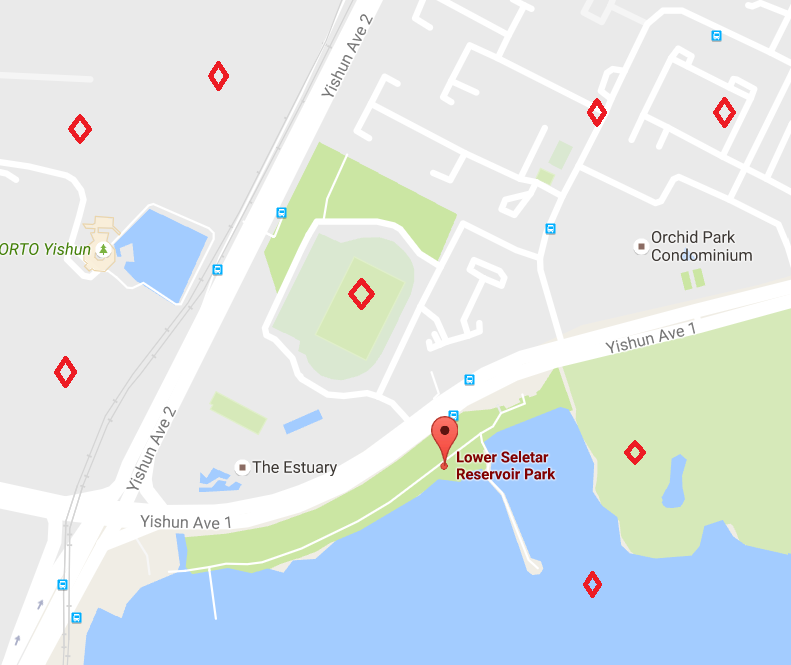 Yishun Ave 2
Orchid Park
Condominium
ORTO Yishun
Yishun Ave 1
Yishun Ave 2
Lower Seletar
Reservoir Park
The Estuary
Yishun Ave 1